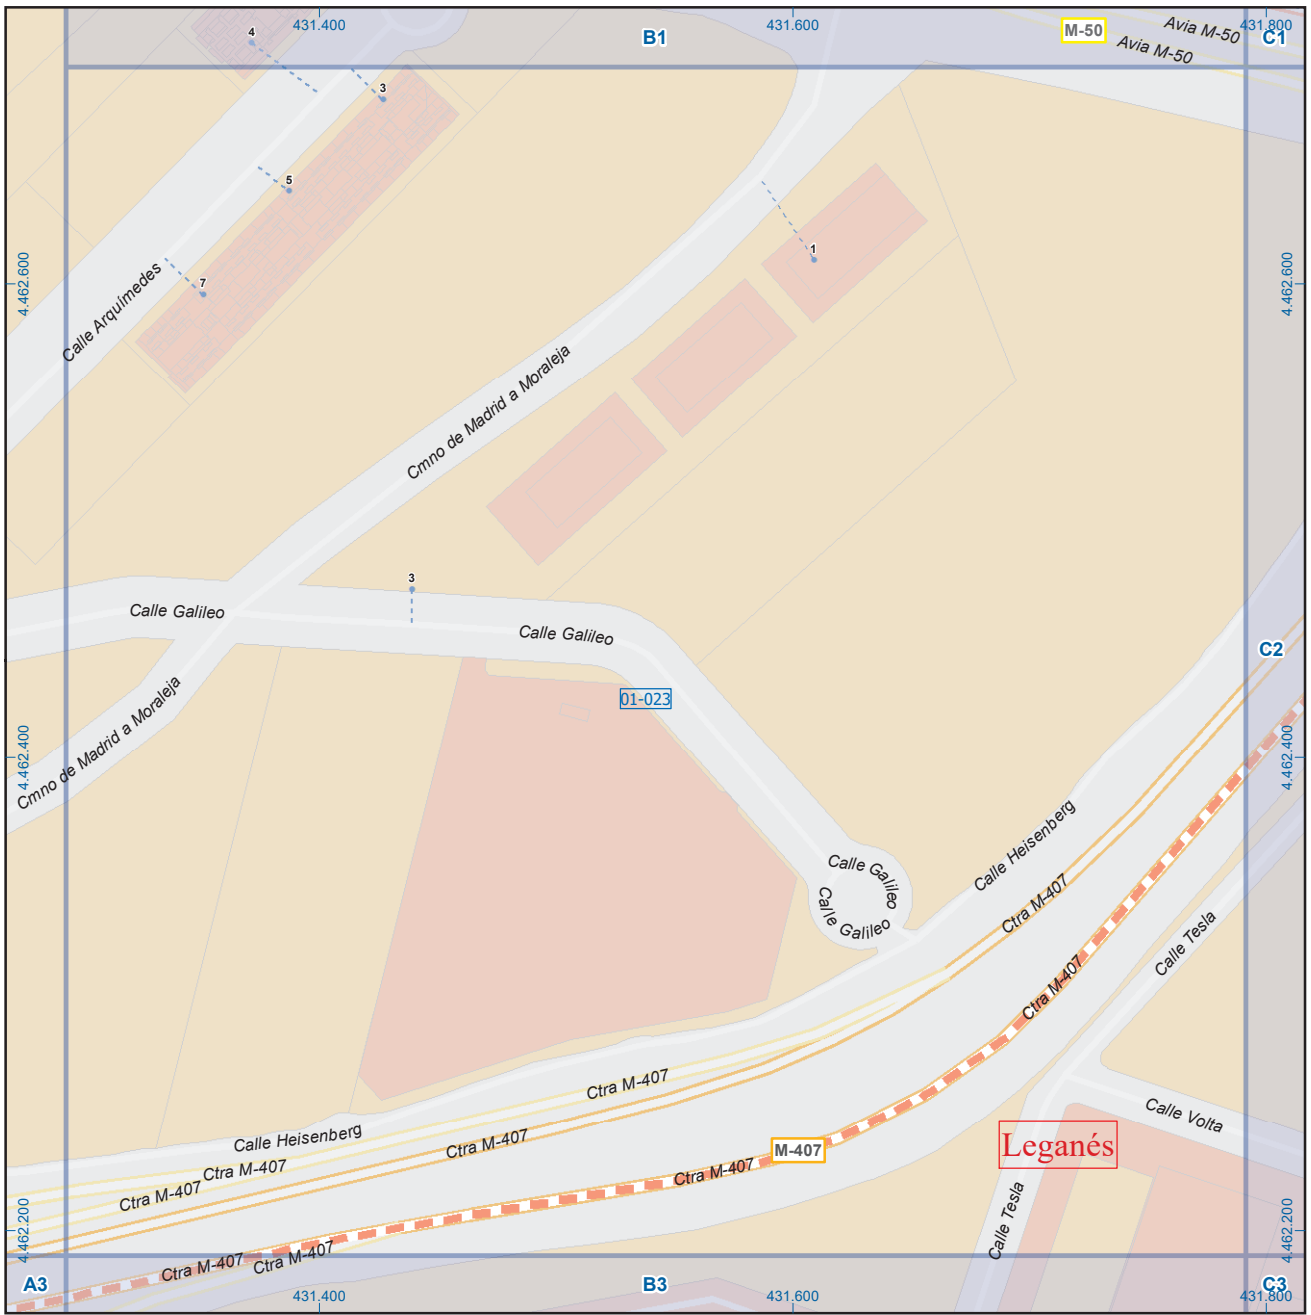 431.400
431.600
431.800
B1
M-50
Avia M-50
Avia M-50
C1
4
3
5
7
1
4.462.600
4.462.600
Calle Arquímedes
Cmno de Madrid a Moraleja
3
Calle Galileo
Calle Galileo
C2
Cmno de Madrid a Moraleja
01-023
4.462.400
4.462.400
Calle Heisenberg
Calle Galileo
Calle Galileo
Ctra M-407
Calle Tesla
Ctra M-407
Ctra M-407
Calle Volta
Calle Heisenberg
Ctra M-407
M-407
Leganés
Ctra M-407
Ctra M-407
Ctra M-407
Calle Tesla
4.462.200
4.462.200
Ctra M-407
Ctra M-407
A3
B3
C3
431.400
431.600
431.800